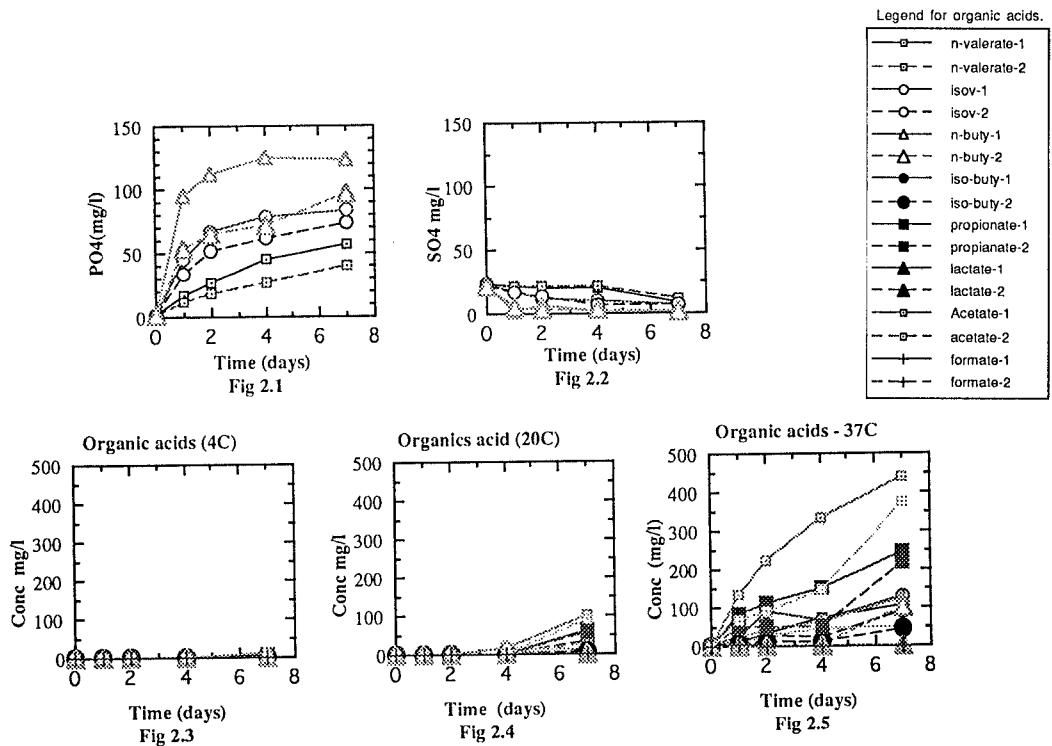 Legend for organic acids.
n-valerate-1
n-valerate-2
isov-1
isov-2
n-buty-1
n-buty-2
iso-buty-1
iso-buty-2
propionate-1
propianate-2
lactate-1
lactate-2
Acetate-1
acetate-2
formate-1
formate-2
150
100
50
0
PO4(mg/l)
0 2 4 6 8
Time (days)
Fig 2.1
150
100
50
0
SO4 mg/l)
0 2 4 6 8
Time (days)
Fig 2.2
Organic acids (4C)
500
400
300
200
100
0
Conc mg/l
0 2 4 6 8
Time (days)
Fig 2.3
Organics acid (20C)
500
400
300
200
100
0
Conc mg/l
0 2 4 6 8
Time (days)
Fig 2.4
Organic acids - 37C
500
400
300
200
100
0
Conc (mg/l)
0 2 4 6 8
Time (days)
Fig 2.5